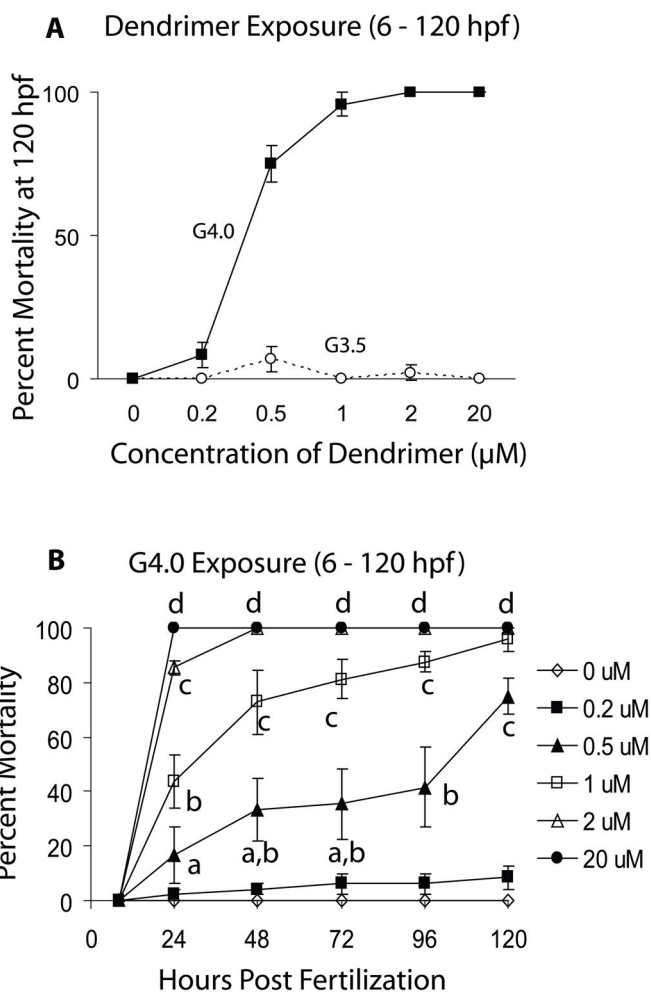 A Dendrimer Exposure (6 - 120 hpf)
Percent Mortality at 120 hpf
100
50
0
G4.0
G3.5
0 0.2 0.5 1 2 20
Concentration of Dendrimer (µM)
B G4.0 Exposure (6 - 120 hpf)
Percent Mortality
d d d d d
100
80
60
40
20
0
c c c c c
b b
a a,b a,b
0 uM
0.2 uM
0.5 uM
1 uM
2 uM
20 uM
0 24 48 72 96 120
Hours Post Fertilization